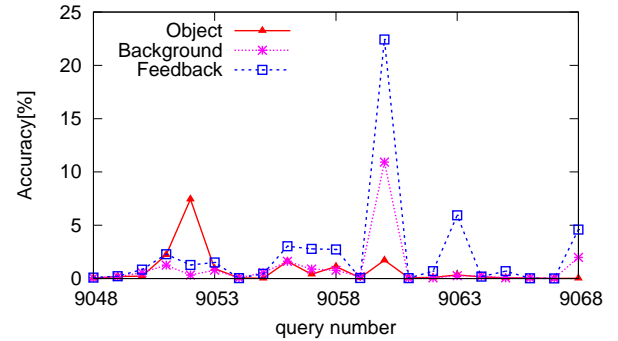 25
20
15
10
5
0
Accuracy[%]
Object
Background
Feedback
9048 9053 9058 9063 9068
query number